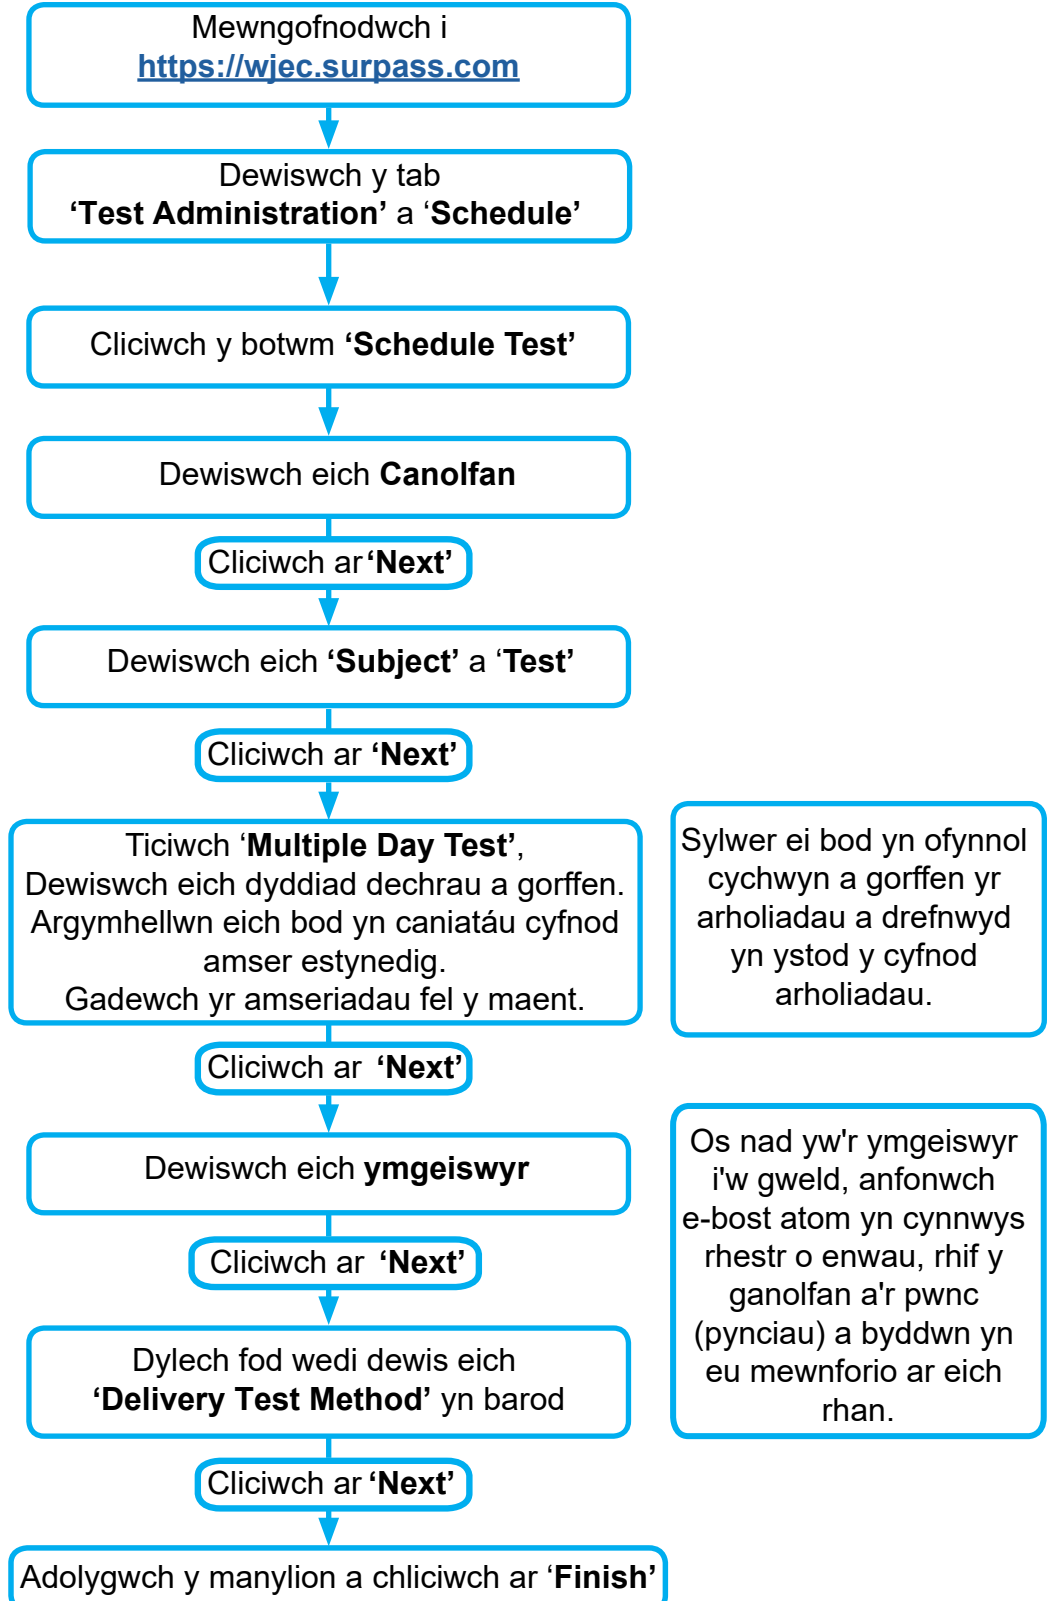 Mewngofnodwch i
https://wjec.surpass.com
Dewiswch y tab
‘Test Administration’ a ‘Schedule’
Cliciwch y botwm ‘Schedule Test’
Dewiswch eich Canolfan
Cliciwch ar ‘Next’
Dewiswch eich ‘Subject’ a ‘Test’
Cliciwch ar ‘Next’
Ticiwch ‘Multiple Day Test’,
Dewiswch eich dyddiad dechrau a gorffen.
Argymhellwn eich bod yn caniatáu cyfnod
amser estynedig.
Gadewch yr amseriadau fel y maent.
Sylwer ei bod yn ofynnol
cychwyn a gorffen yr
arholiadau a drefnwyd
yn ystod y cyfnod
arholiadau.
Cliciwch ar ‘Next’
Dewiswch eich ymgeiswyr
Os nad yw'r ymgeiswyr
i'w gweld, anfonwch
e-bost atom yn cynnwys
rhestr o enwau, rhif y
ganolfan a'r pwnc
(pynciau) a byddwn yn
eu mewnforio ar eich
rhan.
Cliciwch ar ‘Next’
Dylech fod wedi dewis eich
‘Delivery Test Method’ yn barod
Cliciwch ar ‘Next’
Adolygwch y manylion a chliciwch ar ‘Finish’